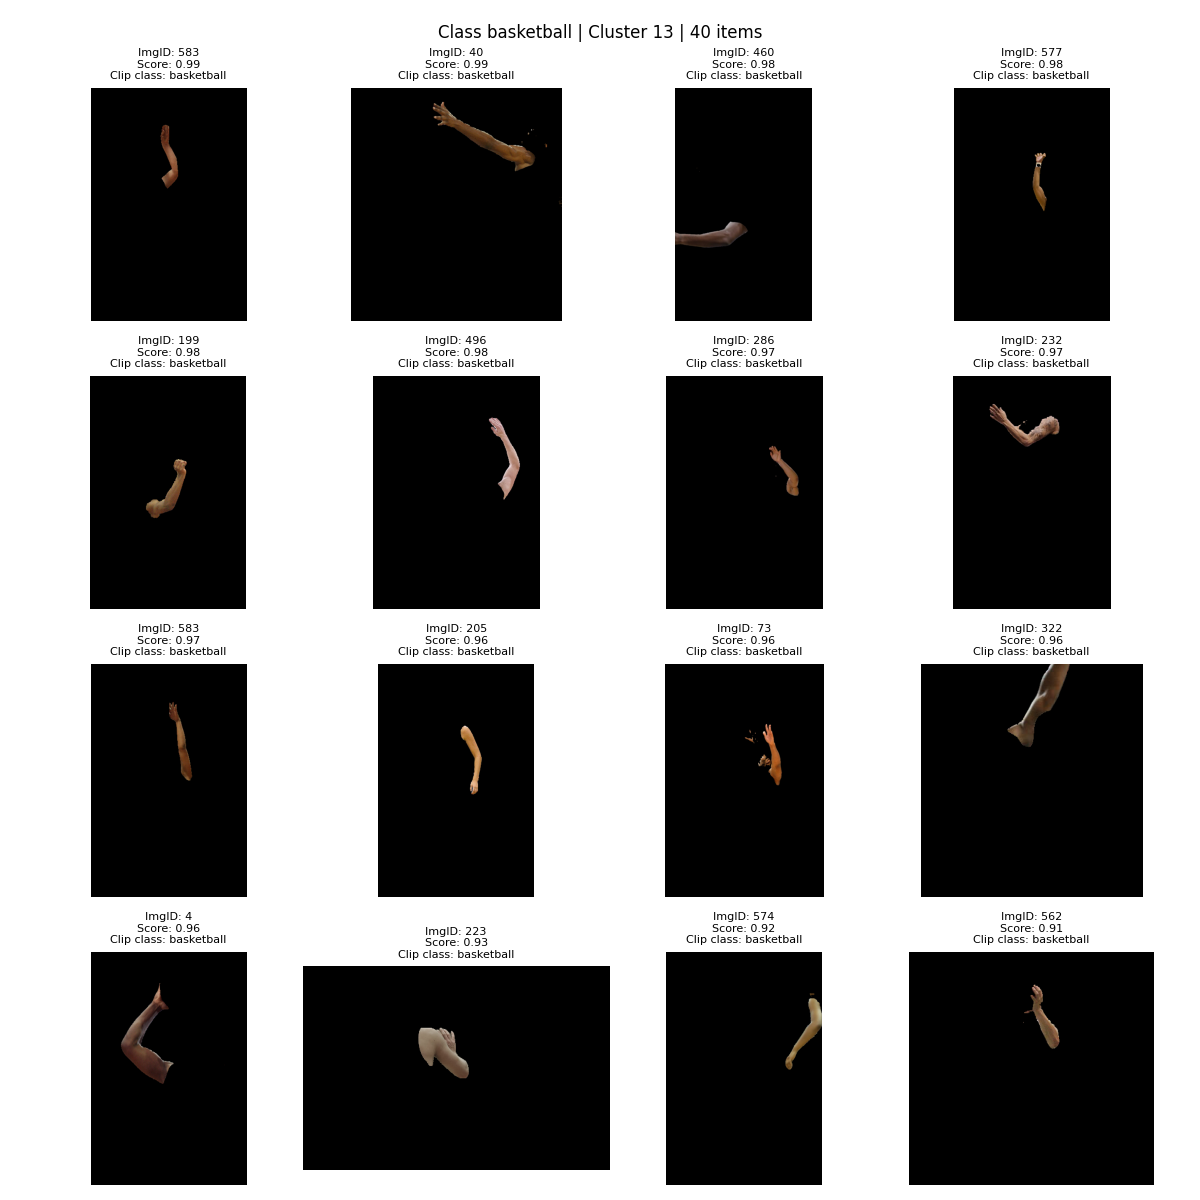 Class basketball | Cluster 13 | 40 items
ImgID: 583
Score: 0.99
Clip class: basketball
ImgID: 40
Score: 0.99
Clip class: basketball
ImgID: 460
Score: 0.98
Clip class: basketball
ImgID: 577
Score: 0.98
Clip class: basketball
ImgID: 199
Score: 0.98
Clip class: basketball
ImgID: 496
Score: 0.98
Clip class: basketball
ImgID: 286
Score: 0.97
Clip class: basketball
ImgID: 232
Score: 0.97
Clip class: basketball
ImgID: 583
Score: 0.97
Clip class: basketball
ImgID: 205
Score: 0.96
Clip class: basketball
ImgID: 73
Score: 0.96
Clip class: basketball
ImgID: 322
Score: 0.96
Clip class: basketball
ImgID: 4
Score: 0.96
Clip class: basketball
ImgID: 223
Score: 0.93
Clip class: basketball
ImgID: 574
Score: 0.92
Clip class: basketball
ImgID: 562
Score: 0.91
Clip class: basketball